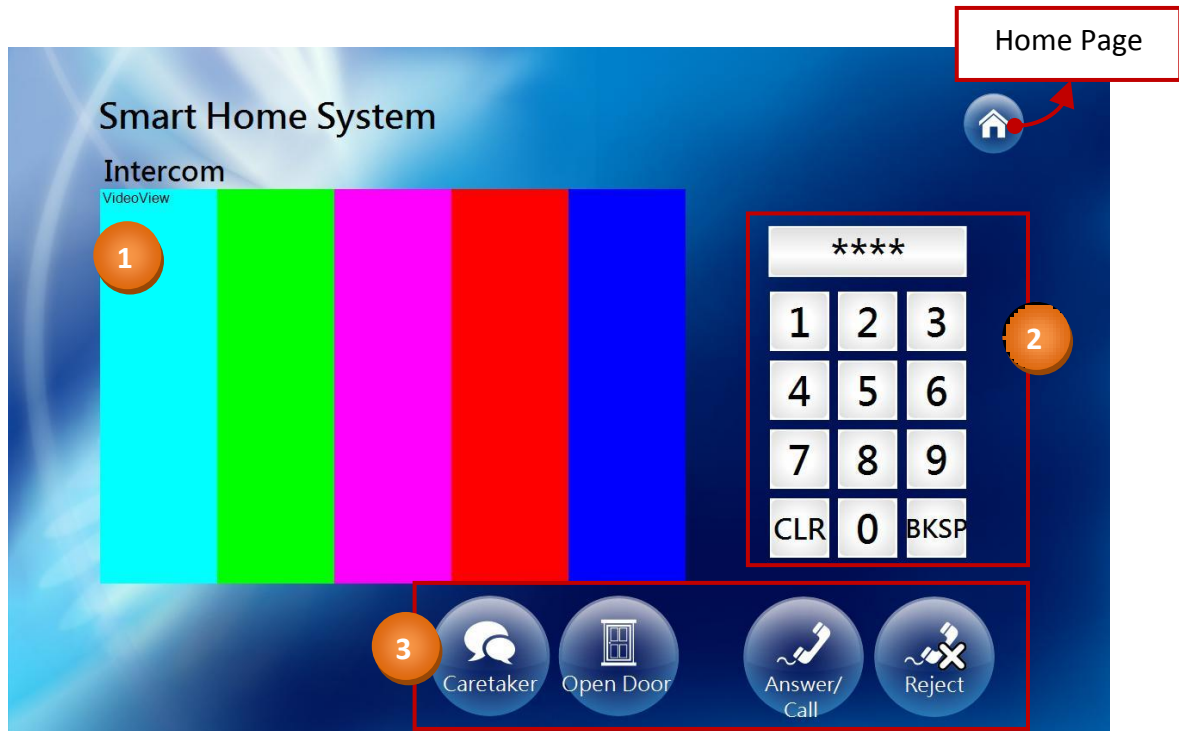 Home Page
Smart Home System
Intercom
VideoView
1
****
1 2 3
2
4 5 6
7 8 9
CLR 0 BKSP
3
Caretaker Open Door Answer/ Reject
Call